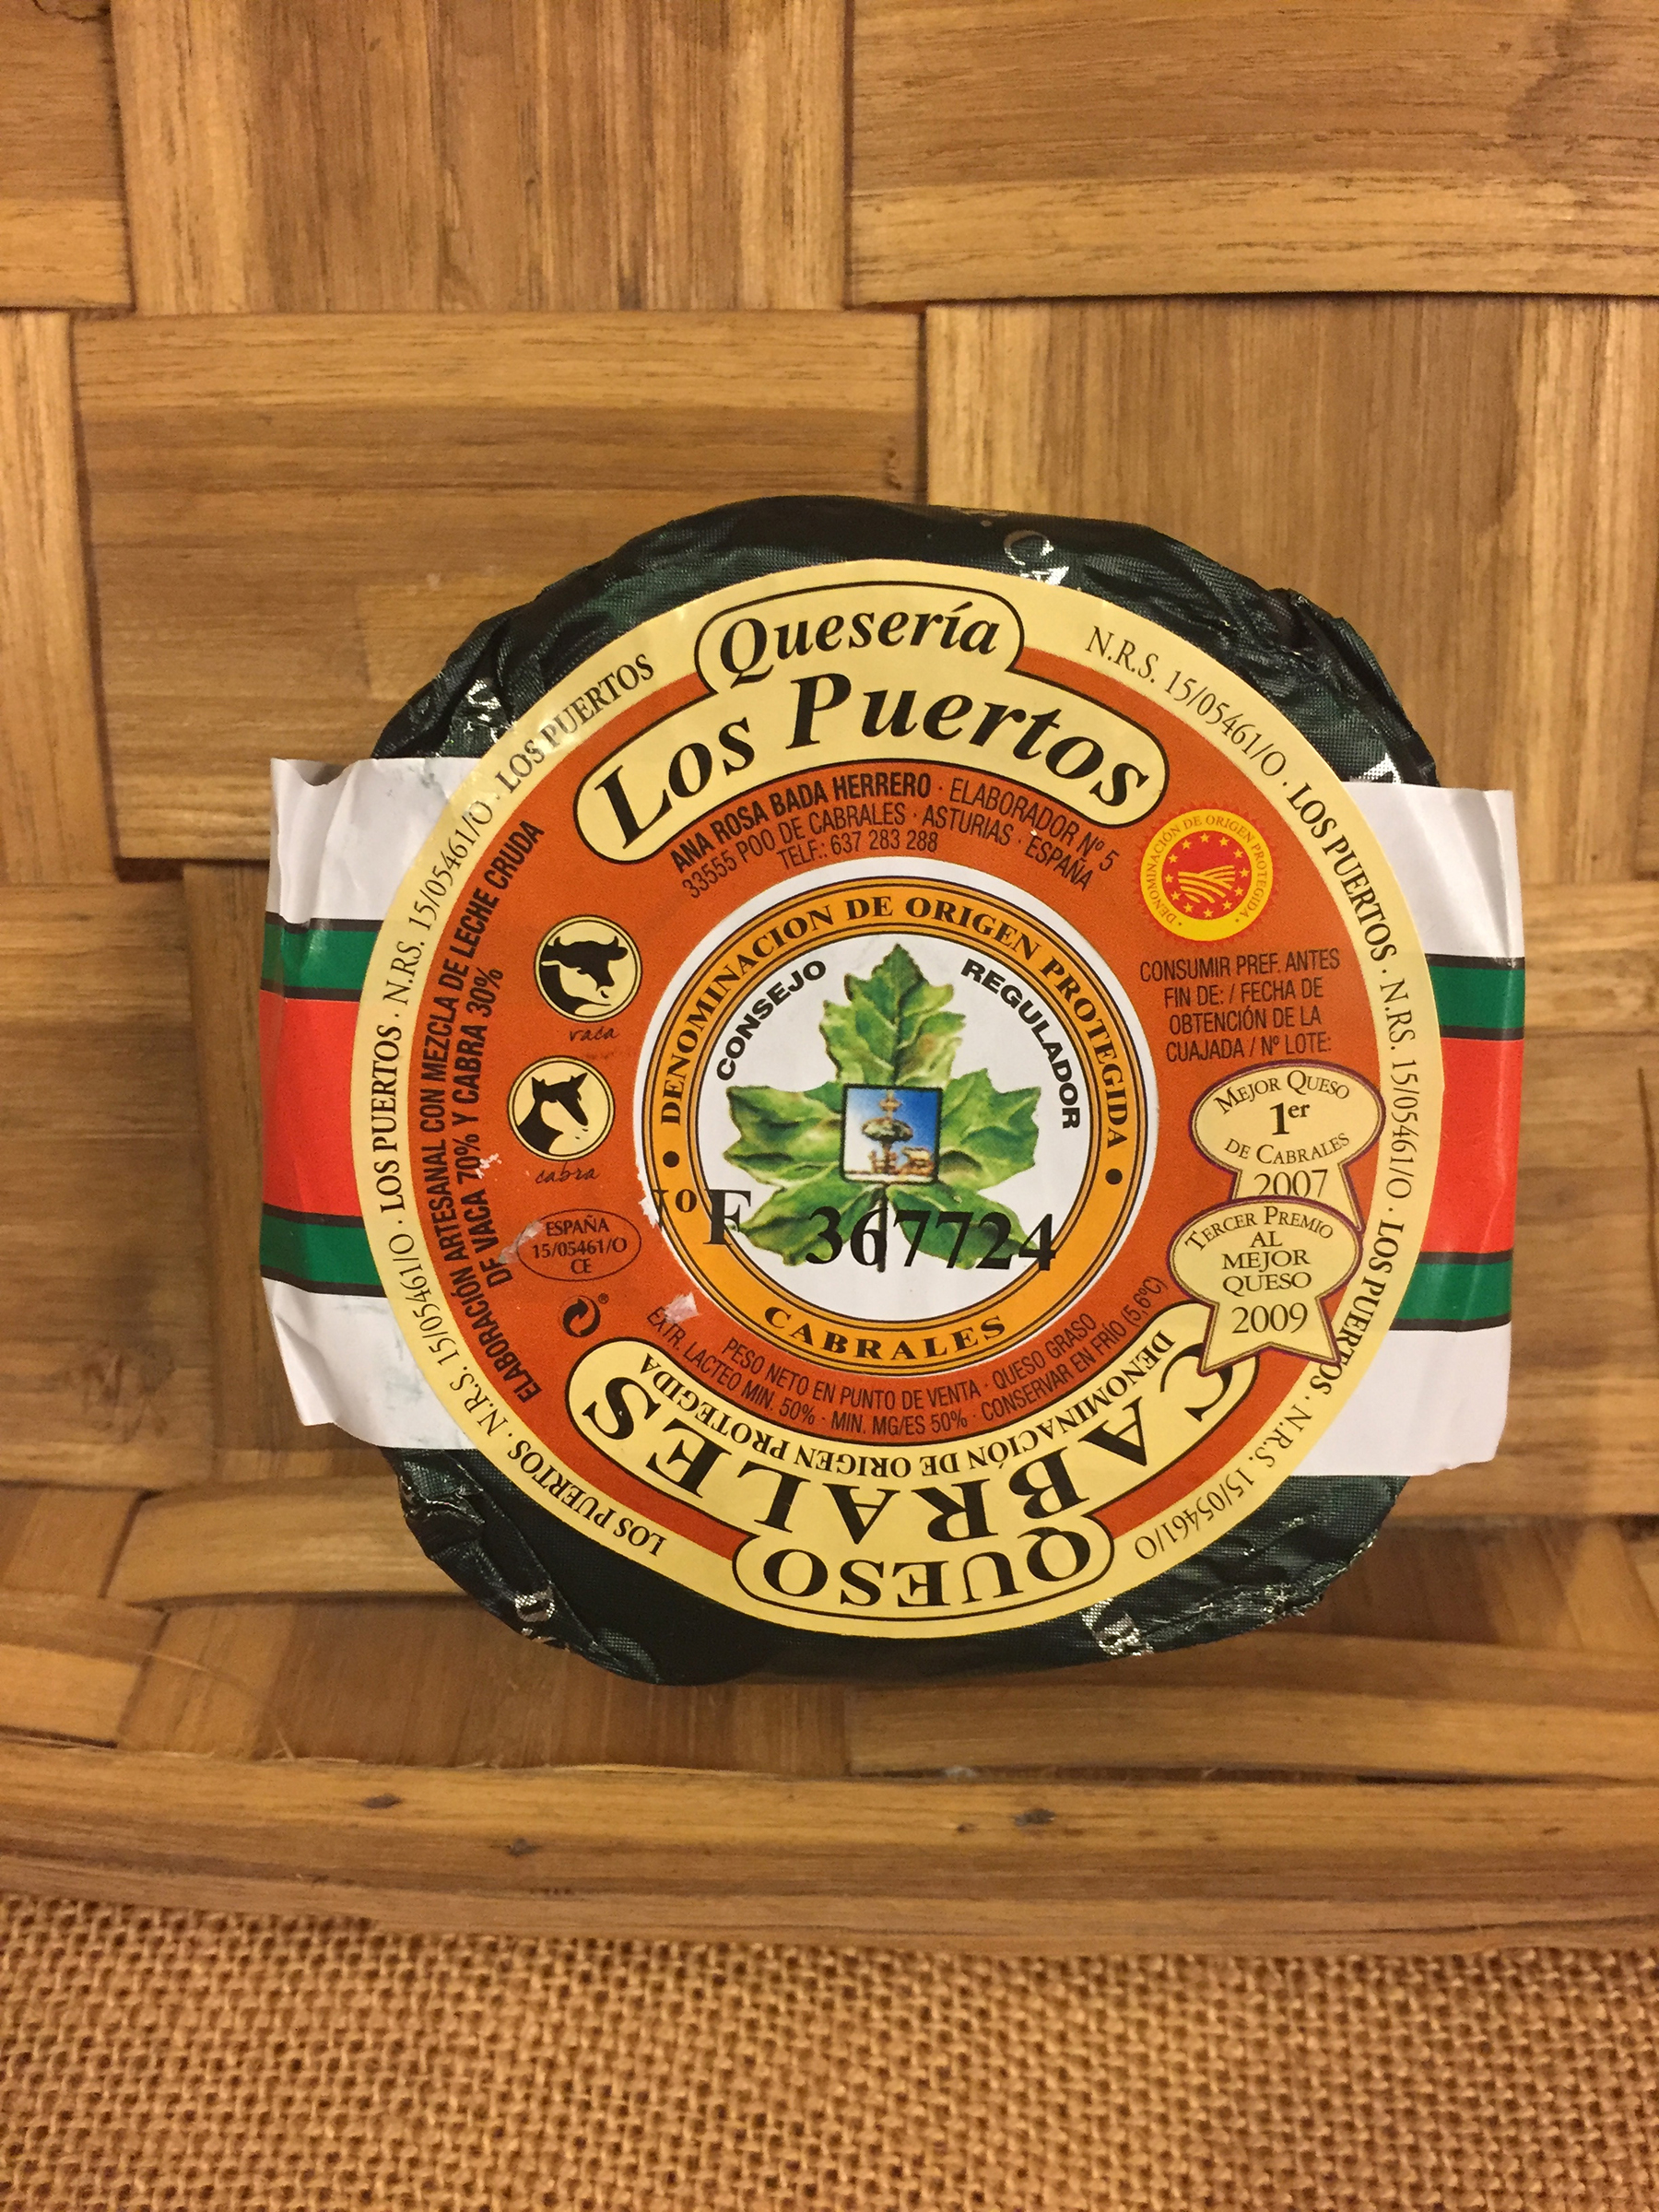 Quesería
Los Puertos
ANA ROSA BADA HERRERO · ELABORADOR Nº 5
33555 POO DE CABRALES · ASTURIAS · ESPAÑA
TELF.: 637 283 288
LOS PUERTOS · N.R.S. 15/05461/O · LOS PUERTOS · N.R.S. 15/05461/O · LOS PUERTOS
N.R.S. 15/05461/O · LOS PUERTOS · N.R.S. 15/05461/O · LOS PUERTOS · N.R.S. 15/05461/O
ELABORACIÓN ARTESANAL CON MEZCLA DE LECHE CRUDA
DE VACA 70% Y CABRA 30%
vaca
cabra
ESPAÑA
15/05461/O
CE
®
DENOMINACION DE ORIGEN PROTEGIDA
CONSEJO REGULADOR
Nº F 367724
CABRALES
· DENOMINACIÓN DE ORIGEN PROTEGIDA ·
CONSUMIR PREF. ANTES
FIN DE: / FECHA DE
OBTENCIÓN DE LA
CUAJADA / Nº LOTE:
MEJOR QUESO
1er
DE CABRALES
2007
TERCER PREMIO
AL
MEJOR
QUESO
2009
PESO NETO EN PUNTO DE VENTA · QUESO GRASO
EXTR. LACTEO MIN. 50% · MIN. MG/ES 50% · CONSERVAR EN FRÍO (5,6ºC)
DENOMINACIÓN DE ORIGEN PROTEGIDA
QUESO
CABRALES